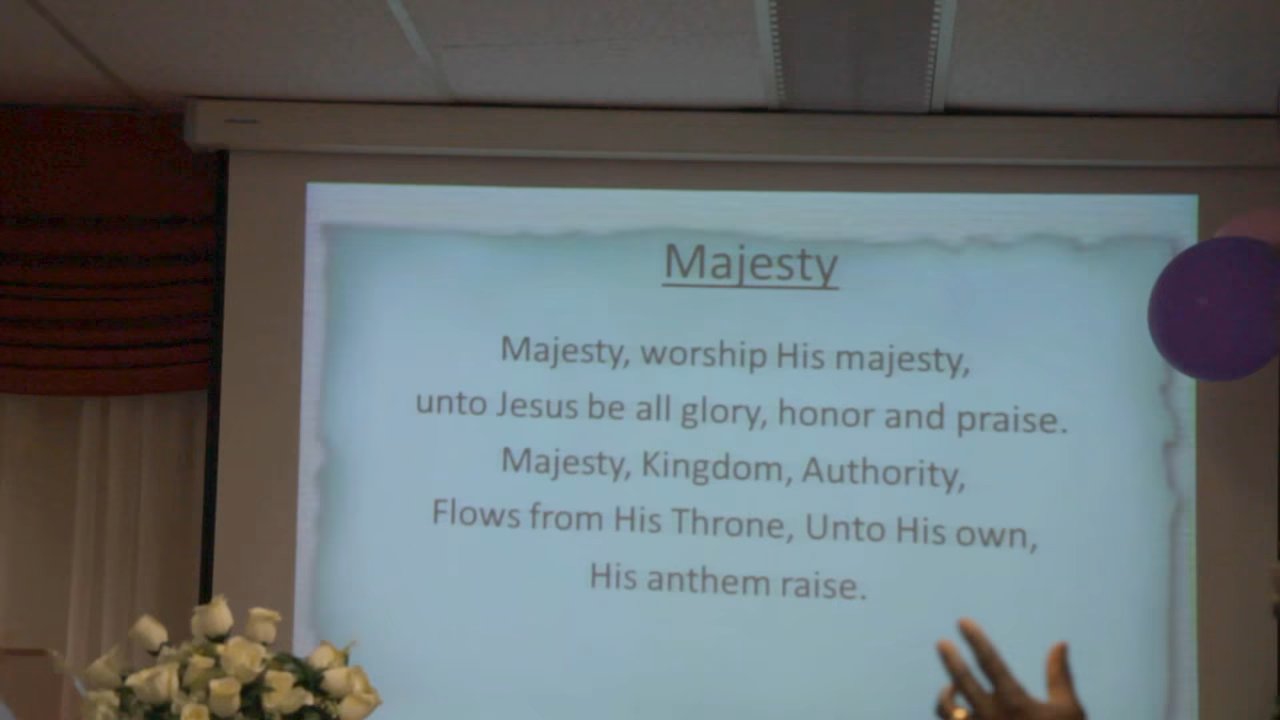 Majesty
Majesty, worship His majesty,
unto Jesus be all glory, honor and praise.
Majesty, Kingdom, Authority,
Flows from His Throne, Unto His own,
His anthem raise.